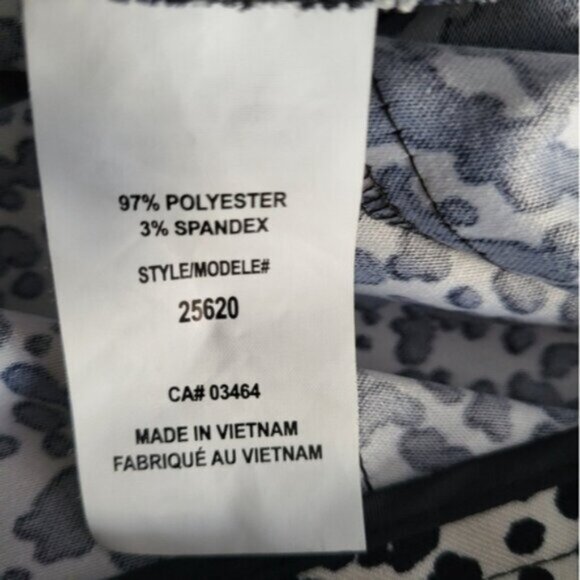 97% POLYESTER
3% SPANDEX
STYLE/MODELE#
25620
CA# 03464
MADE IN VIETNAM
FABRIQUÉ AU VIETNAM